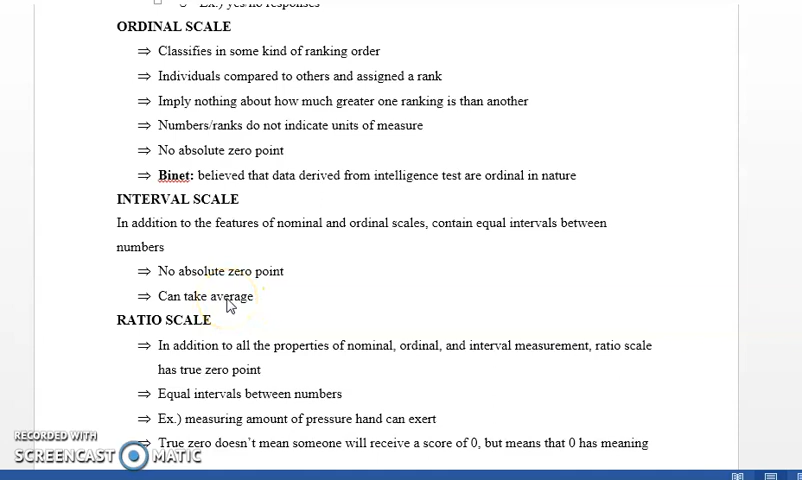 Ex.) yes/no responses
ORDINAL SCALE
⇒ Classifies in some kind of ranking order
⇒ Individuals compared to others and assigned a rank
⇒ Imply nothing about how much greater one ranking is than another
⇒ Numbers/ranks do not indicate units of measure
⇒ No absolute zero point
⇒ Binet: believed that data derived from intelligence test are ordinal in nature
INTERVAL SCALE
In addition to the features of nominal and ordinal scales, contain equal intervals between
numbers
⇒ No absolute zero point
⇒ Can take average
RATIO SCALE
⇒ In addition to all the properties of nominal, ordinal, and interval measurement, ratio scale
has true zero point
⇒ Equal intervals between numbers
⇒ Ex.) measuring amount of pressure hand can exert
⇒ True zero doesn't mean someone will receive a score of 0, but means that 0 has meaning
RECORDED WITH
SCREENCAST MATIC